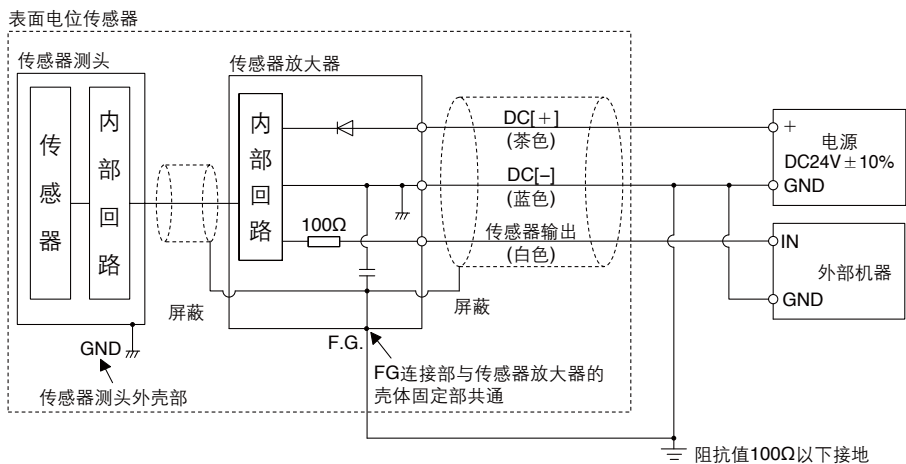 表面电位传感器
传感器测头
传感器放大器
传感器
内部回路
内部回路
100Ω
DC[+]
(茶色)
DC[-]
(蓝色)
传感器输出
(白色)
+
电源
DC24V±10%
GND
IN
外部机器
GND
屏蔽
屏蔽
GND
F.G.
传感器测头外壳部
FG连接部与传感器放大器的
壳体固定部共通
阻抗值100Ω以下接地